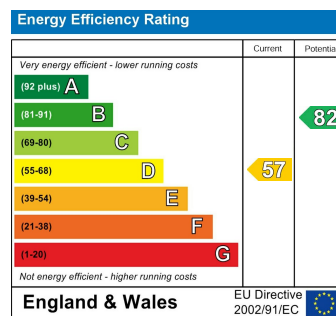 Energy Efficiency Rating
Current Potential
Very energy efficient - lower running costs
(92 plus) A
(81-91) B
82
(69-80) C
(55-68) D
57
(39-54) E
(21-38) F
(1-20) G
Not energy efficient - higher running costs
England & Wales
EU Directive
2002/91/EC